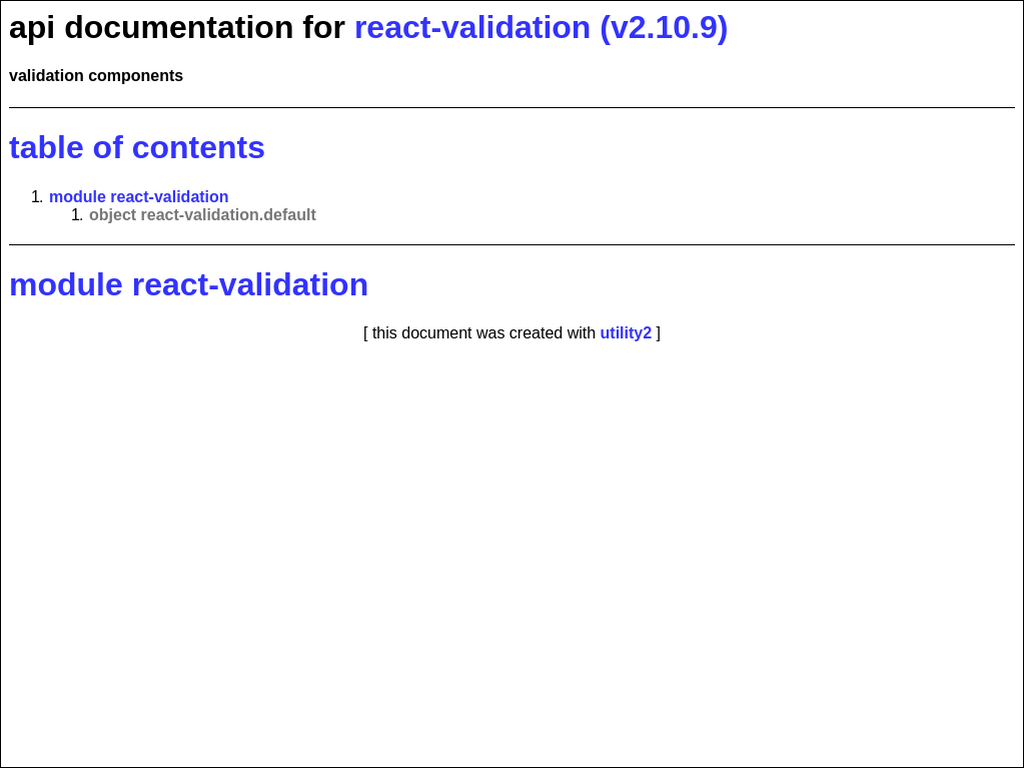 api documentation for react-validation (v2.10.9)
validation components
table of contents
1. module react-validation
1. object react-validation.default
module react-validation
[ this document was created with utility2 ]